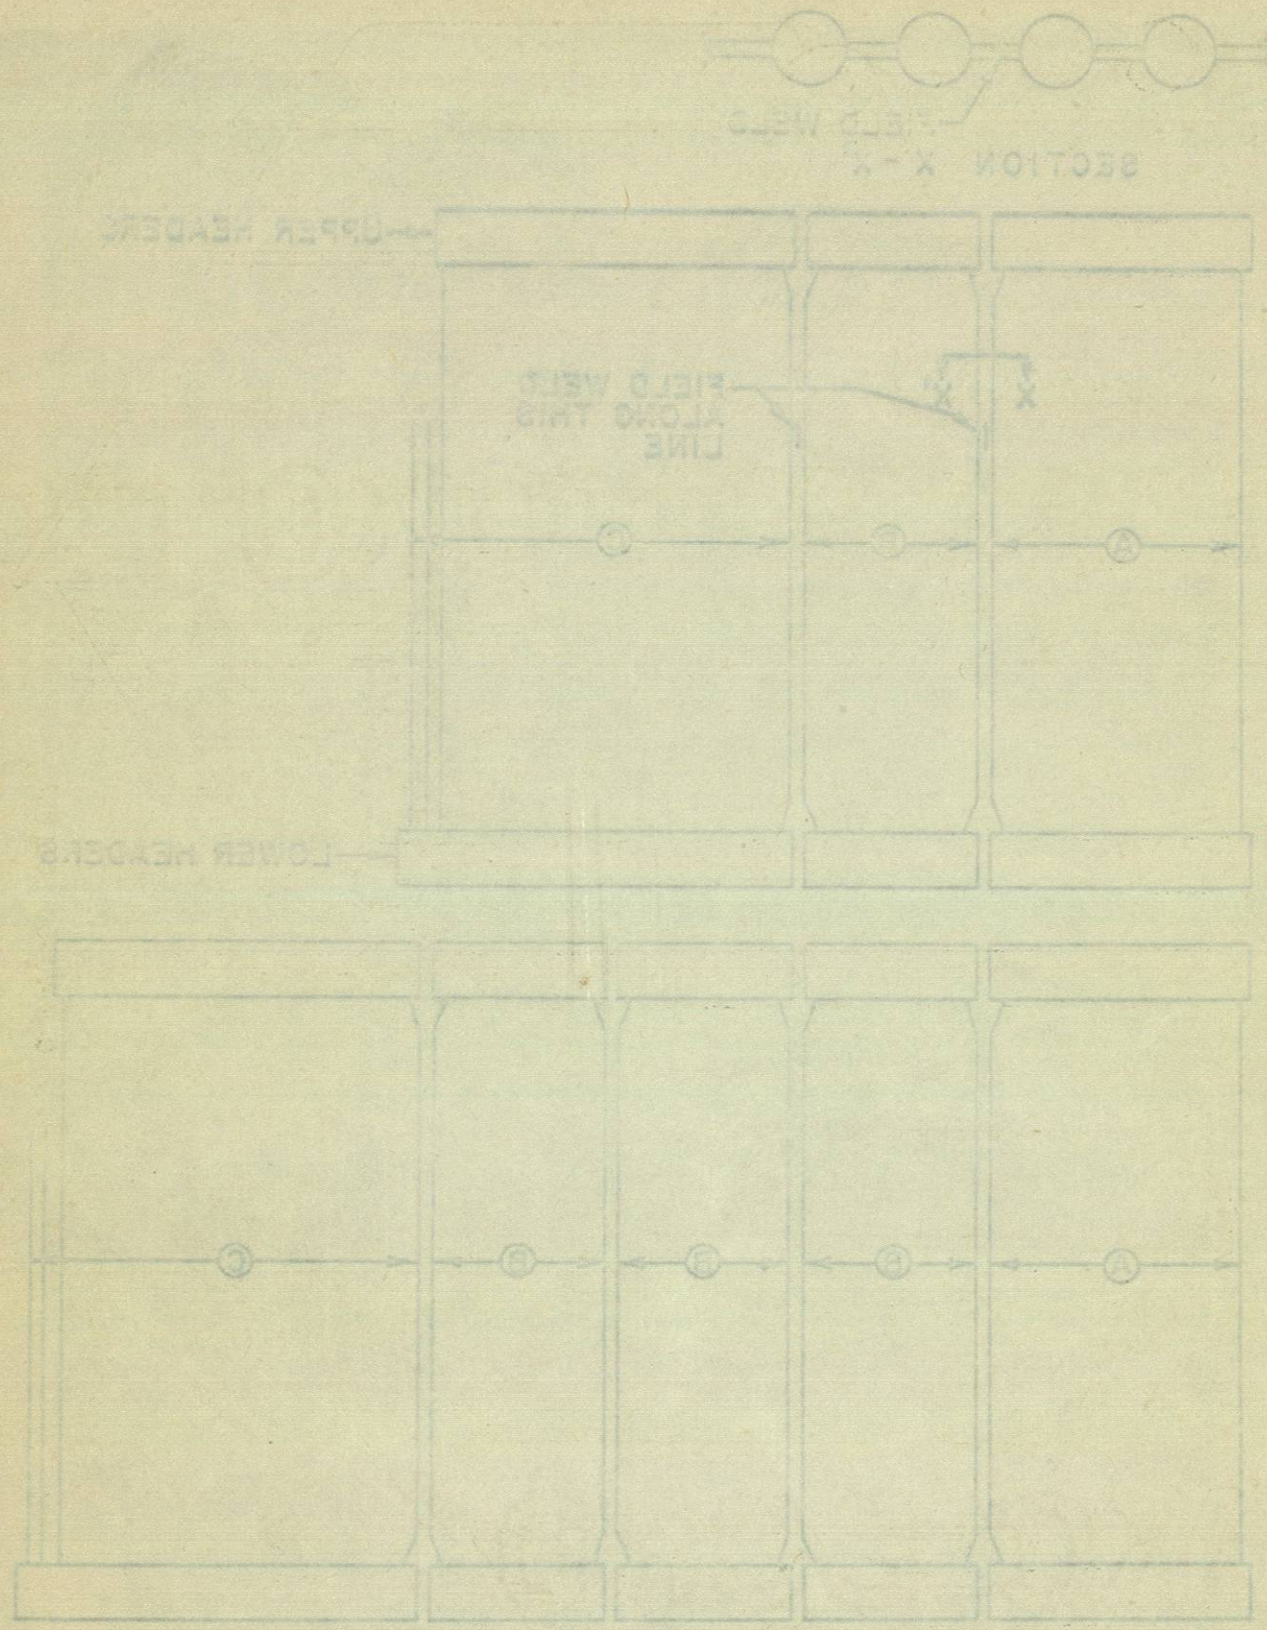 FIELD WELD
SECTION X-X
UPPER HEADERS
FIELD WELD
ALONG THIS
LINE
X X
A B C
LOWER HEADERS
A B B B C